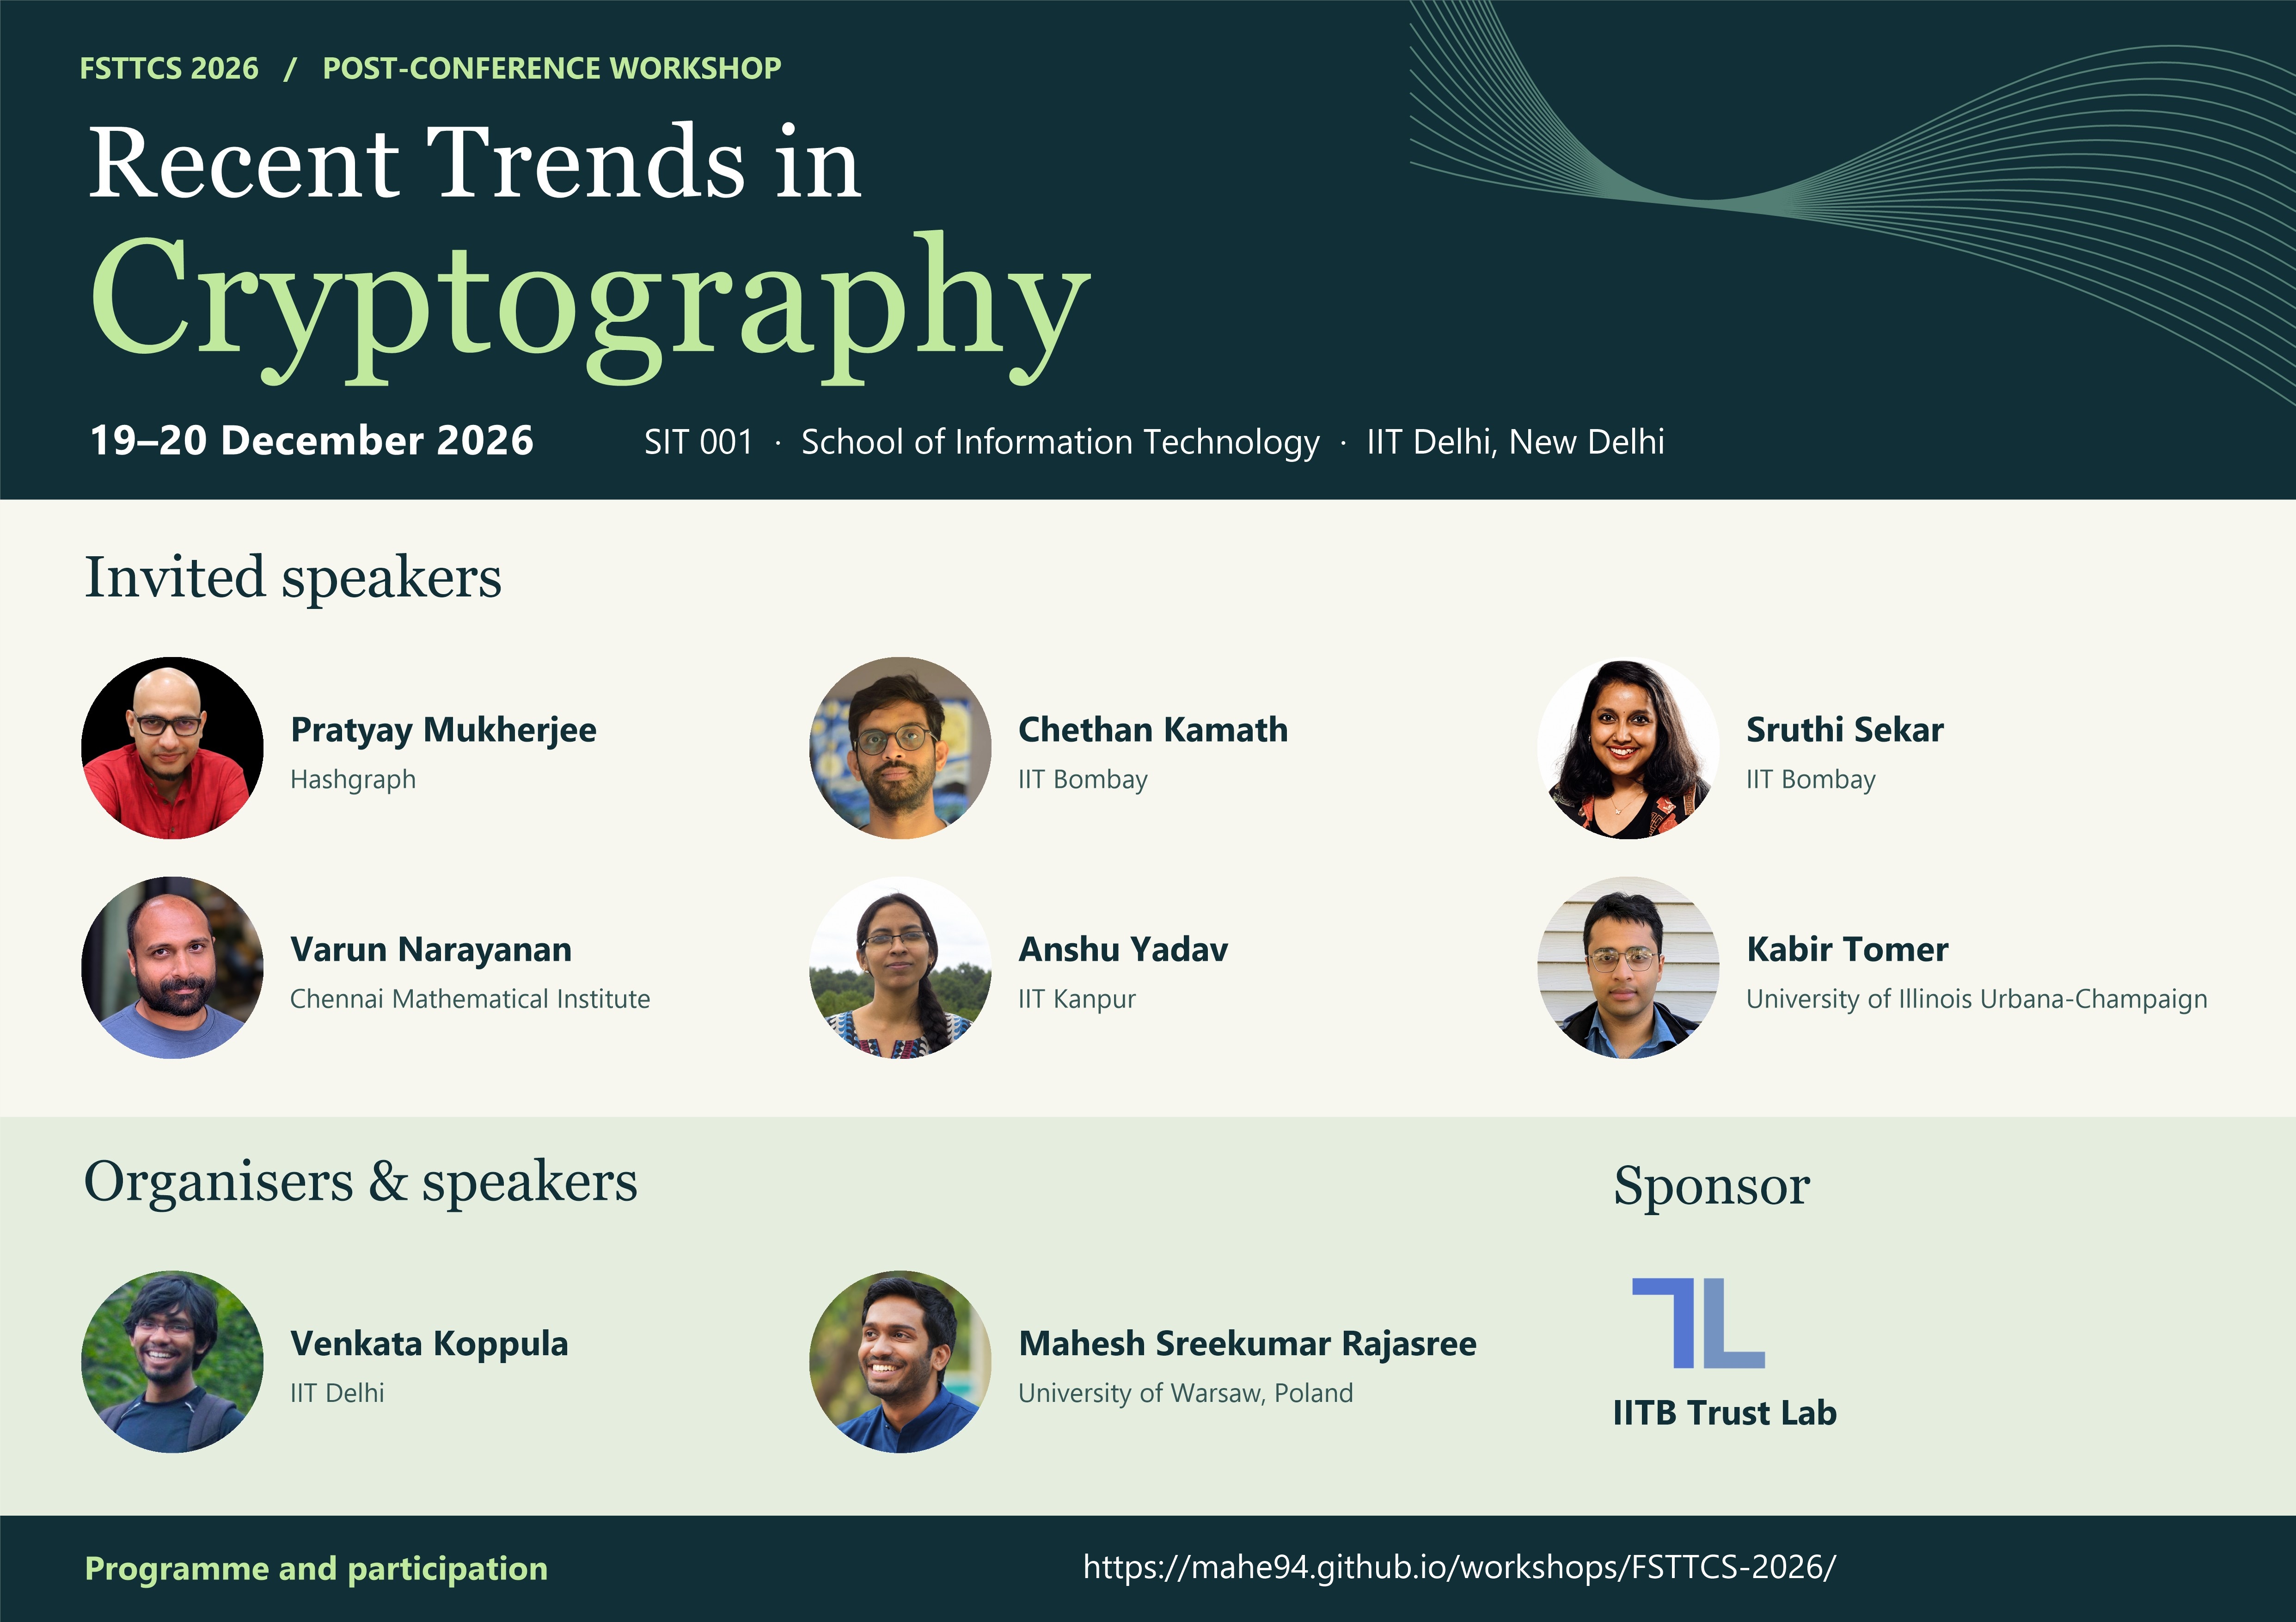 FSTTCS 2026 / POST-CONFERENCE WORKSHOP
Recent Trends in
Cryptography
19–20 December 2026
SIT 001 · School of Information Technology · IIT Delhi, New Delhi
Invited speakers
Pratyay Mukherjee
Hashgraph
Chethan Kamath
IIT Bombay
Sruthi Sekar
IIT Bombay
Varun Narayanan
Chennai Mathematical Institute
Anshu Yadav
IIT Kanpur
Kabir Tomer
University of Illinois Urbana-Champaign
Organisers & speakers
Venkata Koppula
IIT Delhi
Mahesh Sreekumar Rajasree
University of Warsaw, Poland
Sponsor
TL
IITB Trust Lab
Programme and participation
https://mahe94.github.io/workshops/FSTTCS-2026/